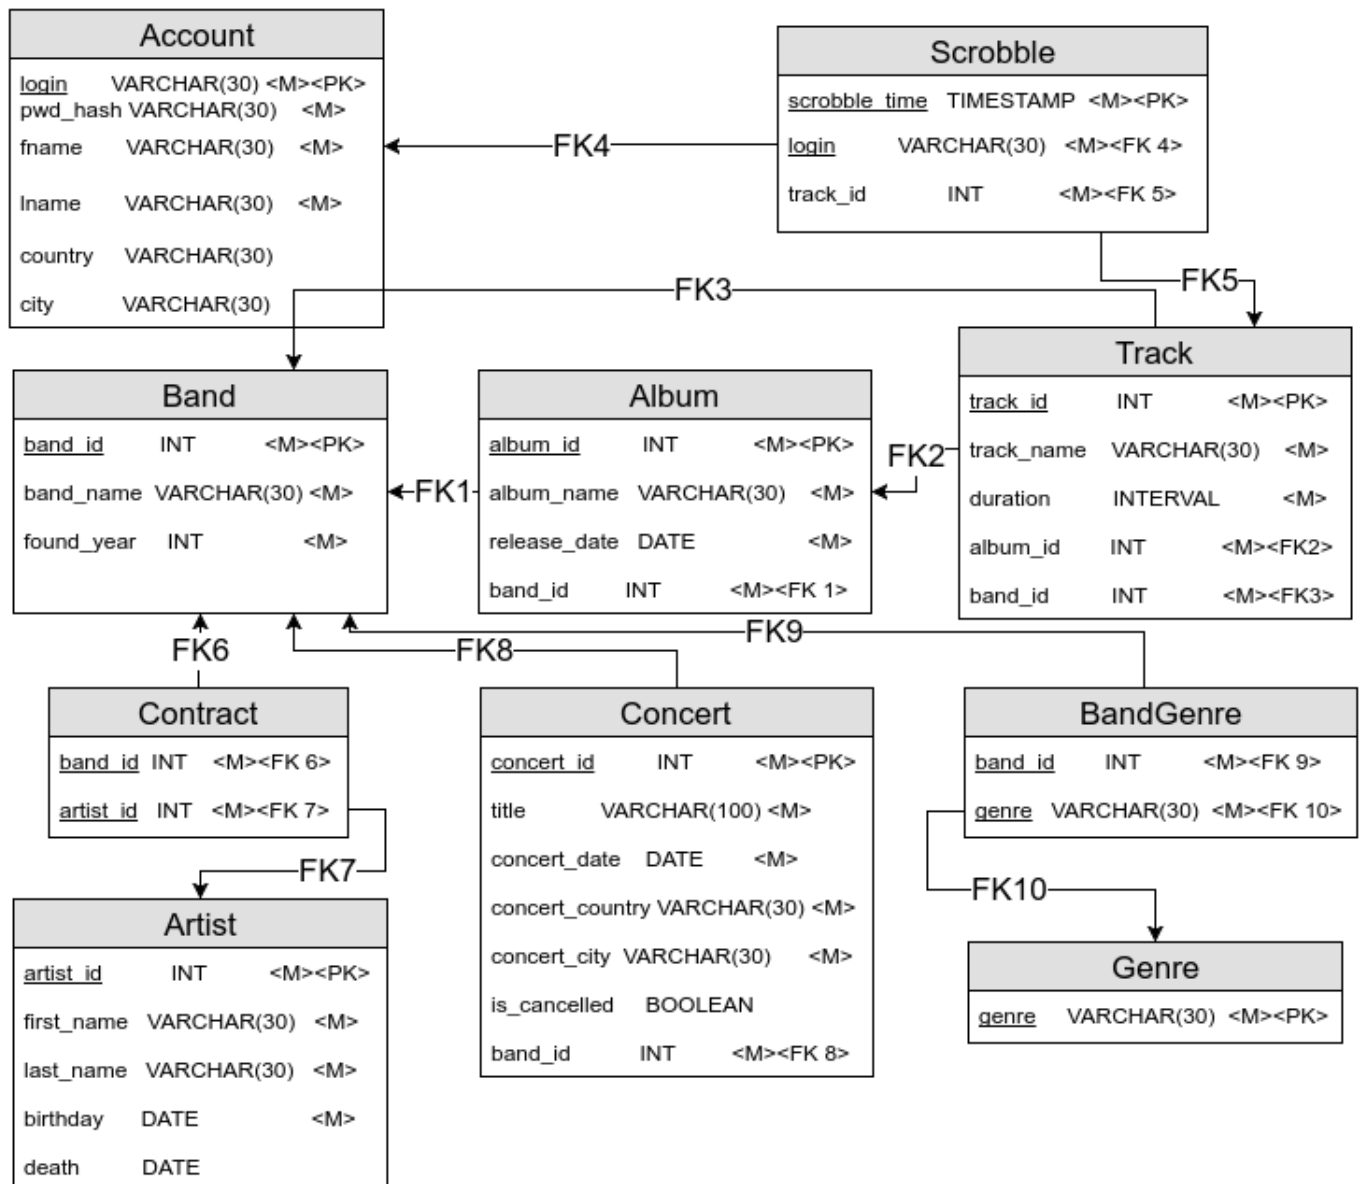 Account
login VARCHAR(30) <M><PK>
pwd_hash VARCHAR(30) <M>
fname VARCHAR(30) <M>
lname VARCHAR(30) <M>
country VARCHAR(30)
city VARCHAR(30)
FK4
Scrobble
scrobble_time TIMESTAMP <M><PK>
login VARCHAR(30) <M><FK 4>
track_id INT <M><FK 5>
FK3
FK5
Band
band_id INT <M><PK>
band_name VARCHAR(30) <M>
found_year INT <M>
FK1
Album
album_id INT <M><PK>
album_name VARCHAR(30) <M>
release_date DATE <M>
band_id INT <M><FK 1>
FK2
Track
track_id INT <M><PK>
track_name VARCHAR(30) <M>
duration INTERVAL <M>
album_id INT <M><FK2>
band_id INT <M><FK3>
FK6
FK8
FK9
Contract
band_id INT <M><FK 6>
artist_id INT <M><FK 7>
FK7
Artist
artist_id INT <M><PK>
first_name VARCHAR(30) <M>
last_name VARCHAR(30) <M>
birthday DATE <M>
death DATE
Concert
concert_id INT <M><PK>
title VARCHAR(100) <M>
concert_date DATE <M>
concert_country VARCHAR(30) <M>
concert_city VARCHAR(30) <M>
is_cancelled BOOLEAN
band_id INT <M><FK 8>
BandGenre
band_id INT <M><FK 9>
genre VARCHAR(30) <M><FK 10>
FK10
Genre
genre VARCHAR(30) <M><PK>